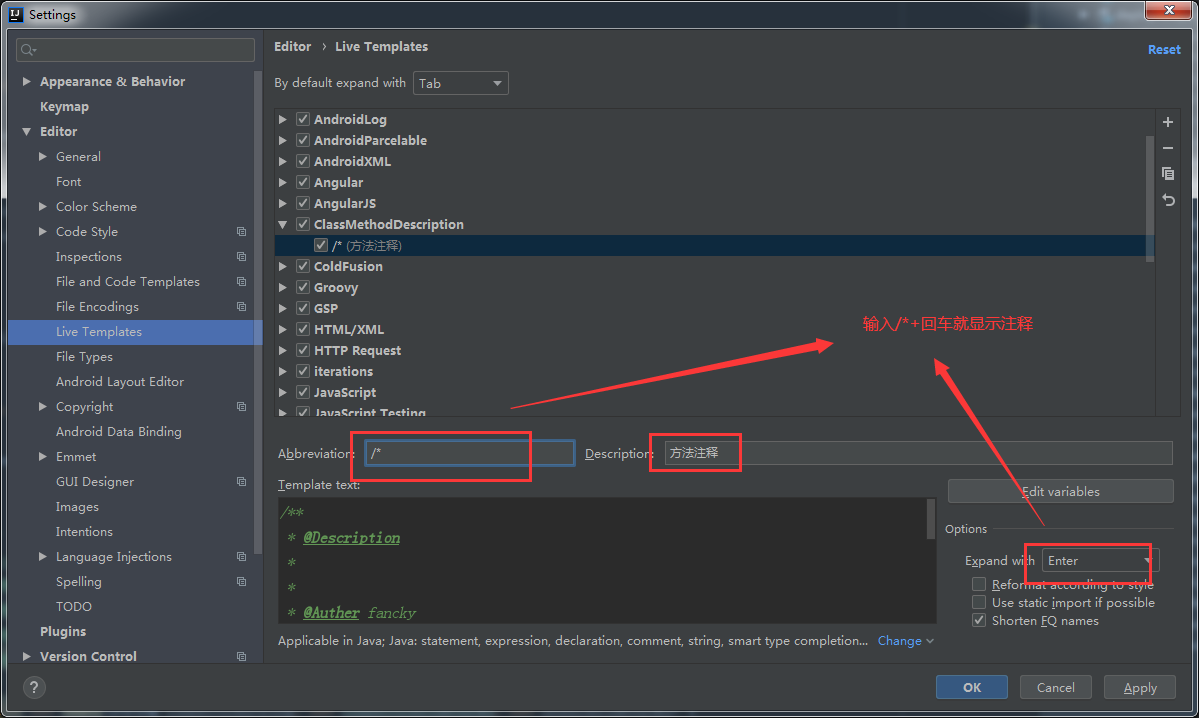 Settings
Appearance & Behavior
Keymap
Editor
General
Font
Color Scheme
Code Style
Inspections
File and Code Templates
File Encodings
Live Templates
File Types
Android Layout Editor
Copyright
Android Data Binding
Emmet
GUI Designer
Images
Intentions
Language Injections
Spelling
TODO
Plugins
Version Control
Editor › Live Templates
Reset
By default expand with Tab
AndroidLog
AndroidParcelable
AndroidXML
Angular
AngularJS
ClassMethodDescription
/* (方法注释)
ColdFusion
Groovy
GSP
HTML/XML
HTTP Request
iterations
JavaScript
JavaScript Testing
输入/*+回车就显示注释
Abbreviation: /* Description: 方法注释
Template text:
/**
* @Description
*
*
* @Auther fancky
Edit variables
Options
Expand with Enter
Reformat according to style
Use static import if possible
Shorten FQ names
Applicable in Java; Java: statement, expression, declaration, comment, string, smart type completion... Change
? OK Cancel Apply